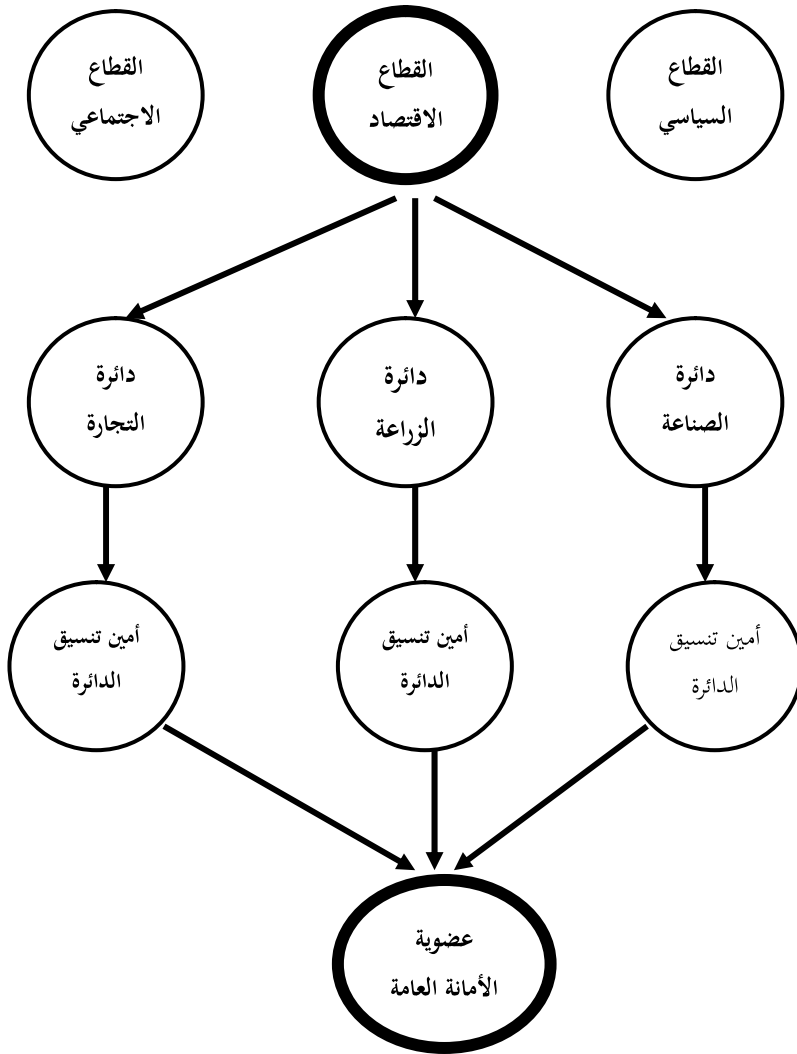 القطاع
السياسي
القطاع
الاقتصاد
القطاع
الاجتماعي
دائرة
الصناعة
دائرة
الزراعة
دائرة
التجارة
أمين تنسيق
الدائرة
أمين تنسيق
الدائرة
أمين تنسيق
الدائرة
عضوية
الأمانة العامة